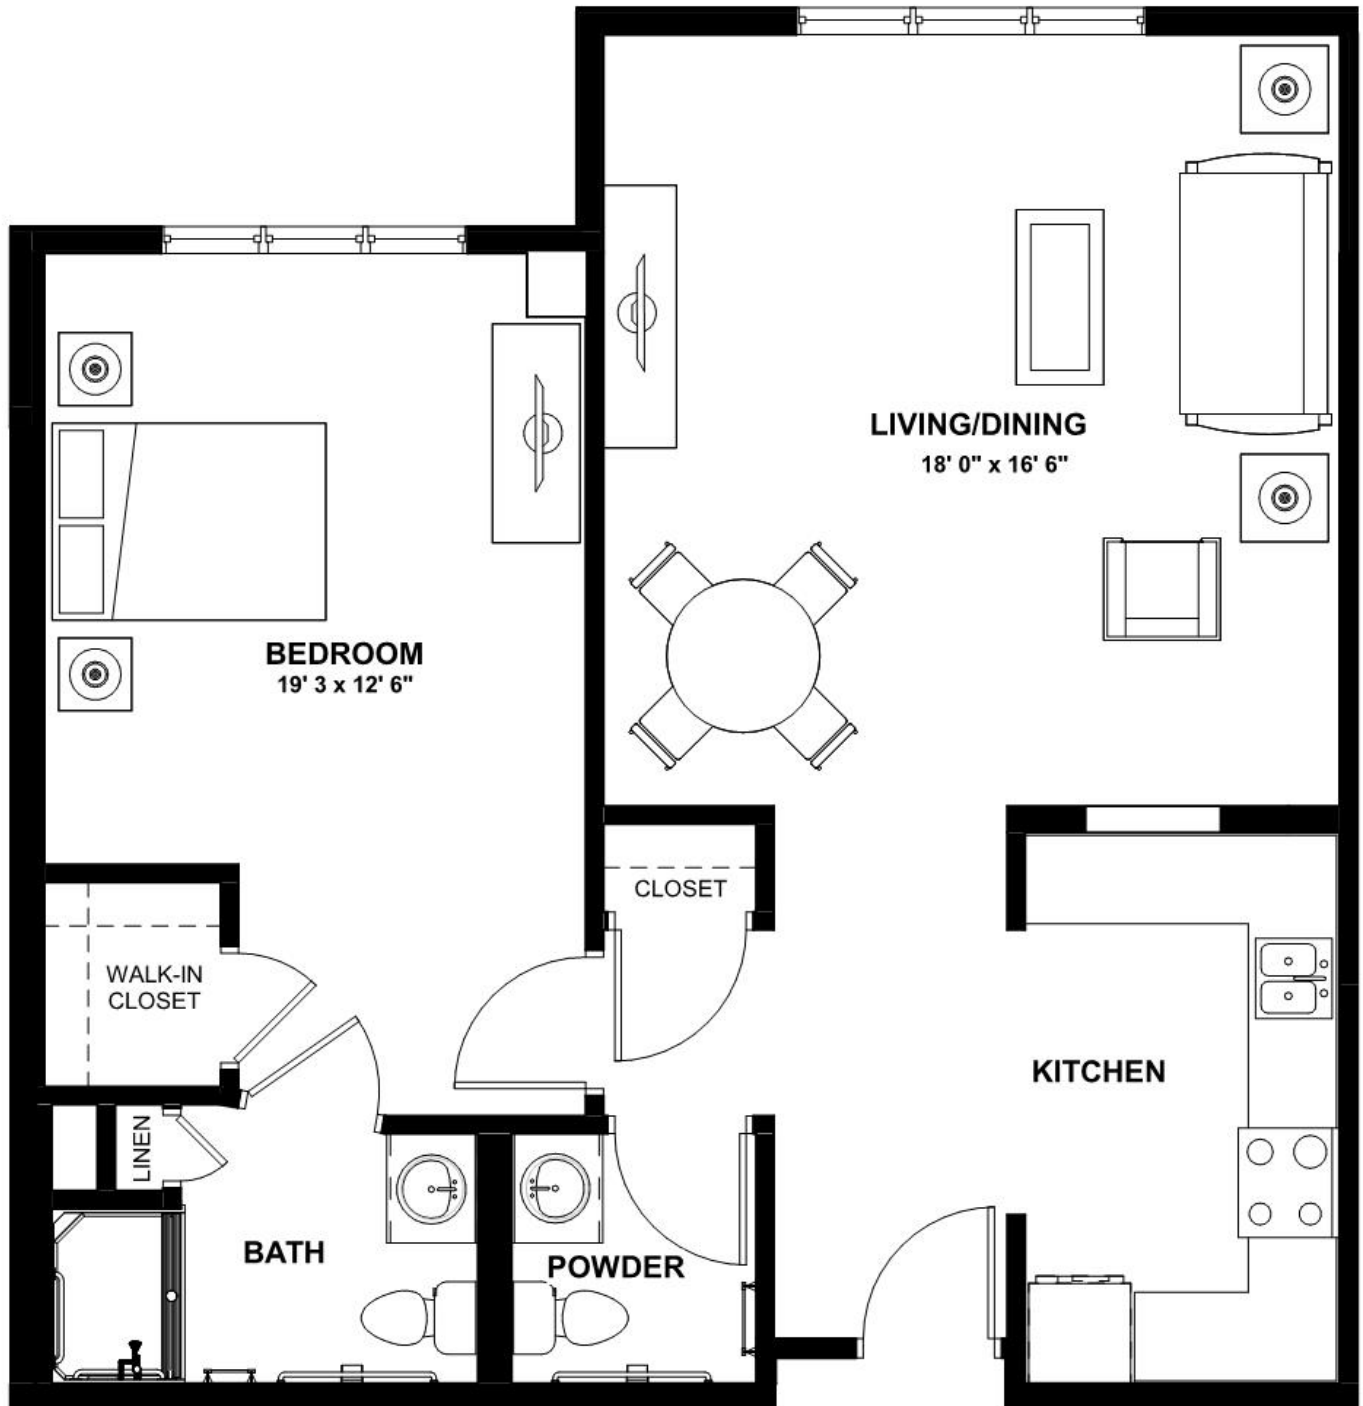 LIVING/DINING
18' 0" x 16' 6"
BEDROOM
19' 3 x 12' 6"
CLOSET
WALK-IN
CLOSET
KITCHEN
LINEN
BATH
POWDER